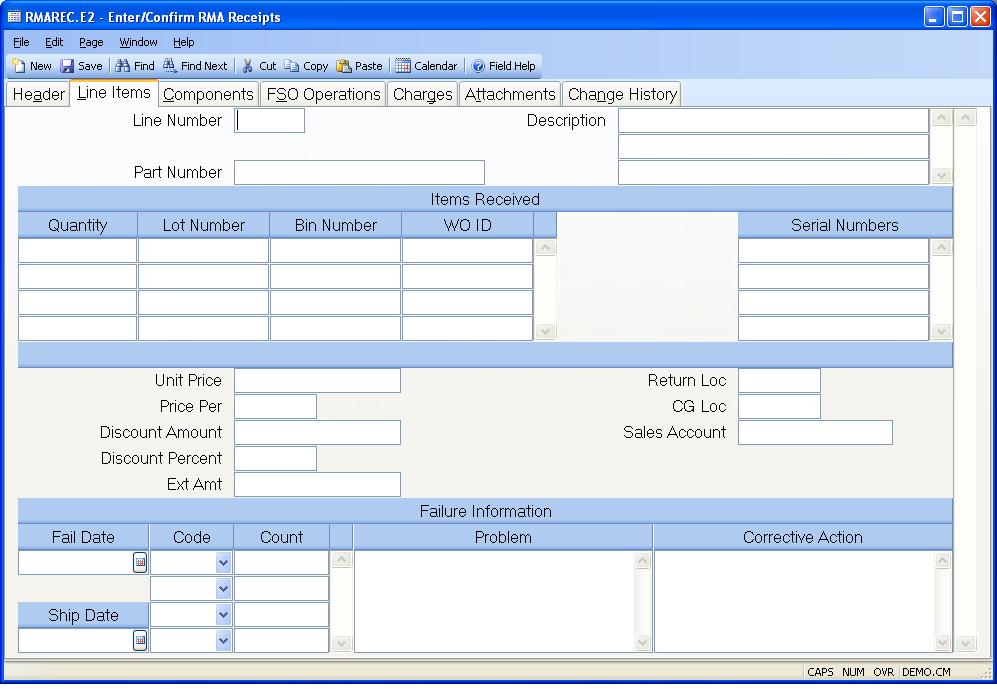 RMAREC.E2 - Enter/Confirm RMA Receipts
File Edit Page Window Help
New Save Find Find Next Cut Copy Paste Calendar Field Help
Header Line Items Components FSO Operations Charges Attachments Change History
Line Number Description
Part Number
Items Received
Quantity Lot Number Bin Number WO ID Serial Numbers
Unit Price Return Loc
Price Per CG Loc
Discount Amount Sales Account
Discount Percent
Ext Amt
Failure Information
Fail Date Code Count Problem Corrective Action
Ship Date
CAPS NUM OVR DEMO.CM